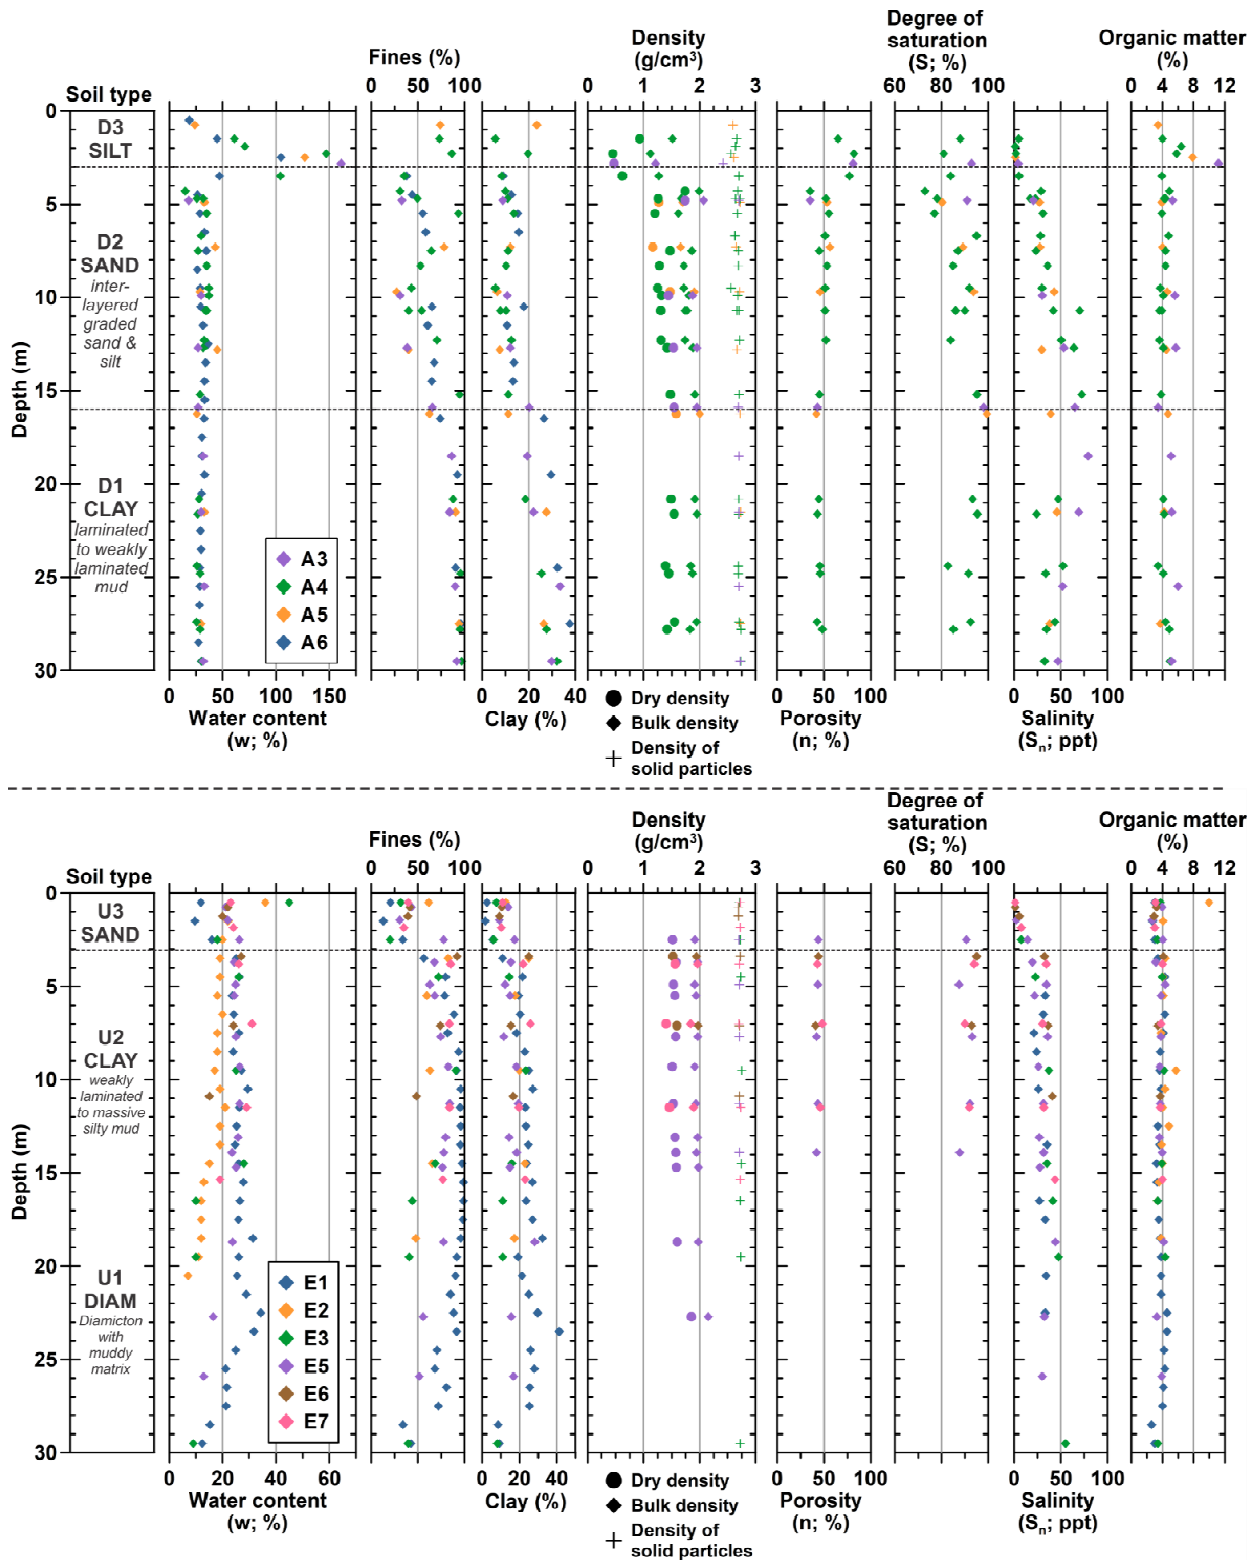 Degree of
saturation
(S; %)
Density
(g/cm³)
Organic matter
(%)
Fines (%)
Soil type
0 50 100
0 1 2 3
60 80 100
0 4 8 12
0
5
10
15
20
25
30
Depth (m)
D3
SILT
D2
SAND
inter-
layered
graded
sand &
silt
D1
CLAY
laminated
to weakly
laminated
mud
A3
A4
A5
A6
0 50 100 150
Water content
(w; %)
0 20 40
Clay (%)
Dry density
Bulk density
Density of
solid particles
0 50 100
Porosity
(n; %)
0 50 100
Salinity
(Sn; ppt)
Degree of
saturation
(S; %)
Density
(g/cm³)
Organic matter
(%)
Fines (%)
Soil type
0 50 100
0 1 2 3
60 80 100
0 4 8 12
0
5
10
15
20
25
30
Depth (m)
U3
SAND
U2
CLAY
weakly
laminated
to massive
silty mud
U1
DIAM
Diamicton
with
muddy
matrix
E1
E2
E3
E5
E6
E7
0 20 40 60
Water content
(w; %)
0 20 40
Clay (%)
Dry density
Bulk density
Density of
solid particles
0 50 100
Porosity
(n; %)
0 50 100
Salinity
(Sn; ppt)